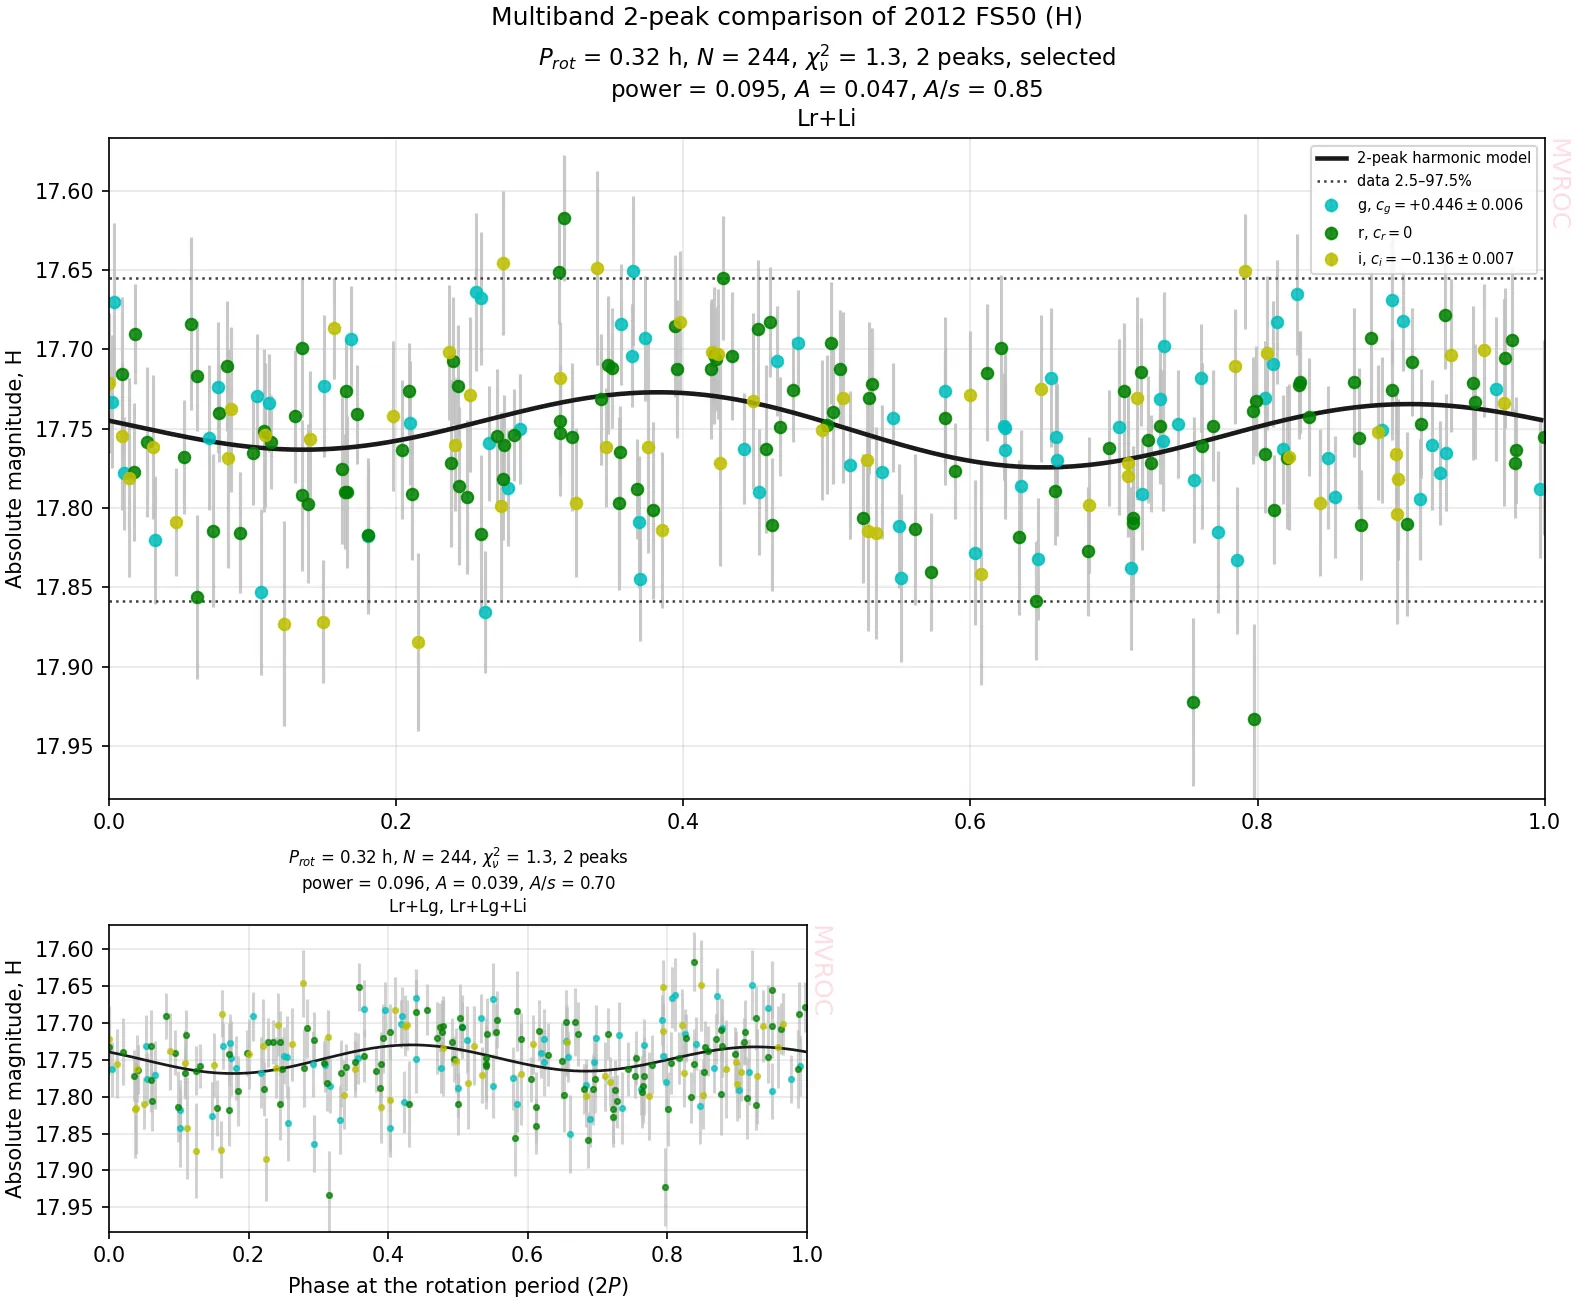 Multiband 2-peak comparison of 2012 FS50 (H)
P_rot = 0.32 h, N = 244, χ²_ν = 1.3, 2 peaks, selected
power = 0.095, A = 0.047, A/s = 0.85
Lr+Li
MVROC
2-peak harmonic model
data 2.5–97.5%
g, c_g = +0.446 ± 0.006
r, c_r = 0
i, c_i = −0.136 ± 0.007
Absolute magnitude, H
17.60
17.65
17.70
17.75
17.80
17.85
17.90
17.95
0.0 0.2 0.4 0.6 0.8 1.0
P_rot = 0.32 h, N = 244, χ²_ν = 1.3, 2 peaks
power = 0.096, A = 0.039, A/s = 0.70
Lr+Lg, Lr+Lg+Li
MVROC
Absolute magnitude, H
17.60
17.65
17.70
17.75
17.80
17.85
17.90
17.95
0.0 0.2 0.4 0.6 0.8 1.0
Phase at the rotation period (2P)